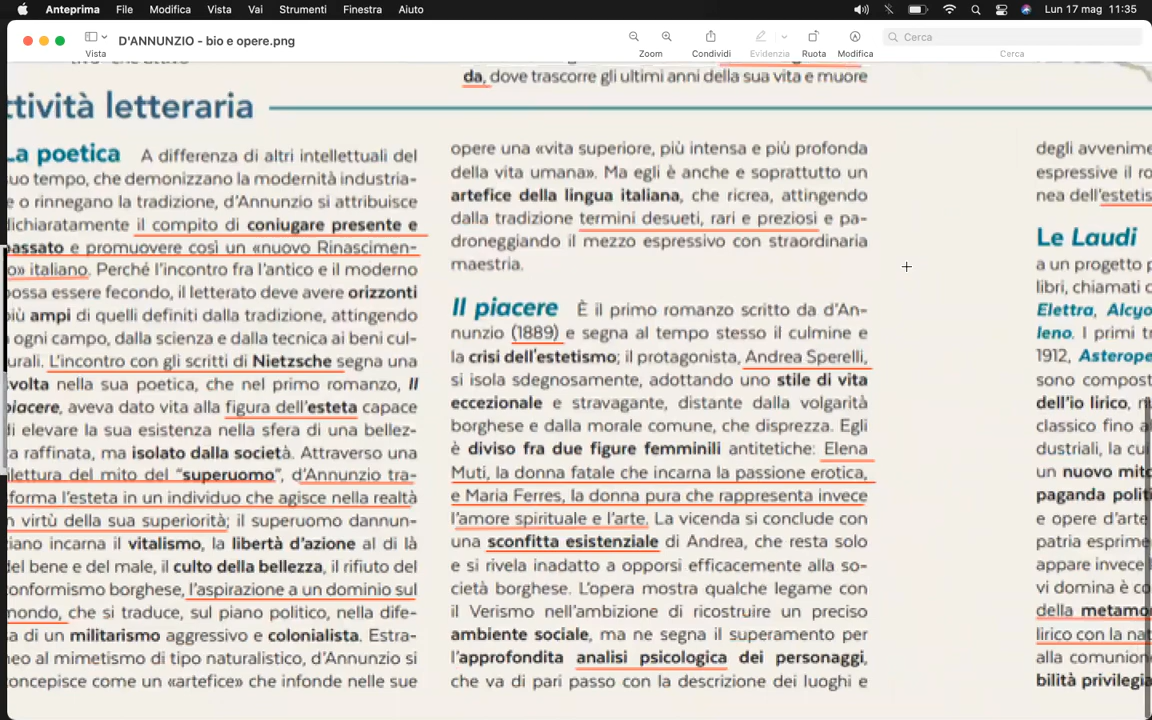 Anteprima File Modifica Vista Vai Strumenti Finestra Aiuto Lun 17 mag 11:35
D'ANNUNZIO - bio e opere.png
Vista Zoom Condividi Evidenzia Ruota Modifica Cerca
Cerca
da, dove trascorre gli ultimi anni della sua vita e muore
ttività letteraria
La poetica A differenza di altri intellettuali del
suo tempo, che demonizzano la modernità industria-
e o rinnegano la tradizione, d'Annunzio si attribuisce
dichiaratamente il compito di coniugare presente e
passato e promuovere così un «nuovo Rinascimen-
o» italiano. Perché l'incontro fra l'antico e il moderno
possa essere fecondo, il letterato deve avere orizzonti
più ampi di quelli definiti dalla tradizione, attingendo
a ogni campo, dalla scienza e dalla tecnica ai beni cul-
urali. L'incontro con gli scritti di Nietzsche segna una
svolta nella sua poetica, che nel primo romanzo, Il
piacere, aveva dato vita alla figura dell'esteta capace
di elevare la sua esistenza nella sfera di una bellez-
za raffinata, ma isolato dalla società. Attraverso una
rilettura del mito del "superuomo", d'Annunzio tra-
sforma l'esteta in un individuo che agisce nella realtà
in virtù della sua superiorità; il superuomo dannun-
ziano incarna il vitalismo, la libertà d'azione al di là
del bene e del male, il culto della bellezza, il rifiuto del
conformismo borghese, l'aspirazione a un dominio sul
mondo, che si traduce, sul piano politico, nella dife-
sa di un militarismo aggressivo e colonialista. Estra-
neo al mimetismo di tipo naturalistico, d'Annunzio si
concepisce come un «artefice» che infonde nelle sue
opere una «vita superiore, più intensa e più profonda
della vita umana». Ma egli è anche e soprattutto un
artefice della lingua italiana, che ricrea, attingendo
dalla tradizione termini desueti, rari e preziosi e pa-
droneggiando il mezzo espressivo con straordinaria
maestria.
Il piacere È il primo romanzo scritto da d'An-
nunzio (1889) e segna al tempo stesso il culmine e
la crisi dell'estetismo; il protagonista, Andrea Sperelli,
si isola sdegnosamente, adottando uno stile di vita
eccezionale e stravagante, distante dalla volgarità
borghese e dalla morale comune, che disprezza. Egli
è diviso fra due figure femminili antitetiche: Elena
Muti, la donna fatale che incarna la passione erotica,
e Maria Ferres, la donna pura che rappresenta invece
l'amore spirituale e l'arte. La vicenda si conclude con
una sconfitta esistenziale di Andrea, che resta solo
e si rivela inadatto a opporsi efficacemente alla so-
cietà borghese. L'opera mostra qualche legame con
il Verismo nell'ambizione di ricostruire un preciso
ambiente sociale, ma ne segna il superamento per
l'approfondita analisi psicologica dei personaggi,
che va di pari passo con la descrizione dei luoghi e
degli avvenime
espressive il ro
nea dell'estetis
Le Laudi
a un progetto p
libri, chiamati c
Elettra, Alcyo
leno. I primi t
1912, Asterope
sono compost
dell'io lirico, n
classico fino a
dustriali, la cui
un nuovo mito
paganda polit
e opere d'arte
patria esprime
appare invece l
vi domina è co
della metamo
lirico con la nat
alla comunion
bilità privilegia